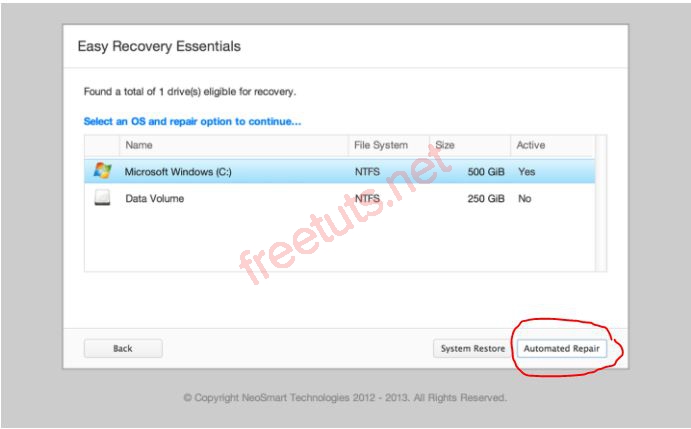 Easy Recovery Essentials
Found a total of 1 drive(s) eligible for recovery.
Select an OS and repair option to continue...
Name File System Size Active
Microsoft Windows (C:) NTFS 500 GiB Yes
Data Volume NTFS 250 GiB No
freetuts.net
Back System Restore Automated Repair
© Copyright NeoSmart Technologies 2012 - 2013. All Rights Reserved.